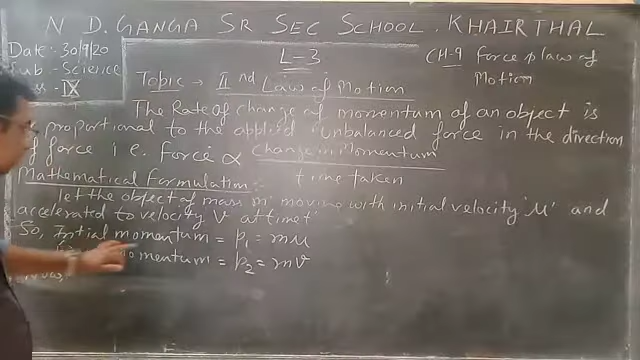 N D. GANGA SR SEC SCHOOL, KHAIRTHAL
Date:- 30/9/20
L-3
CH-9 Force & law of
Motion
Sub - Science
IX
Topic - IInd Law of Motion
The Rate of change of momentum of an object is
proportional to the applied unbalanced force in the direction
of force i.e. Force ∝ Change in Momentum
time taken
Mathematical Formulation:-
let the object of mass 'm' moving with initial velocity 'u' and
accelerated to velocity 'v' at time 't'
So, Intial momentum = p₁ = mu
momentum = p₂ = mv